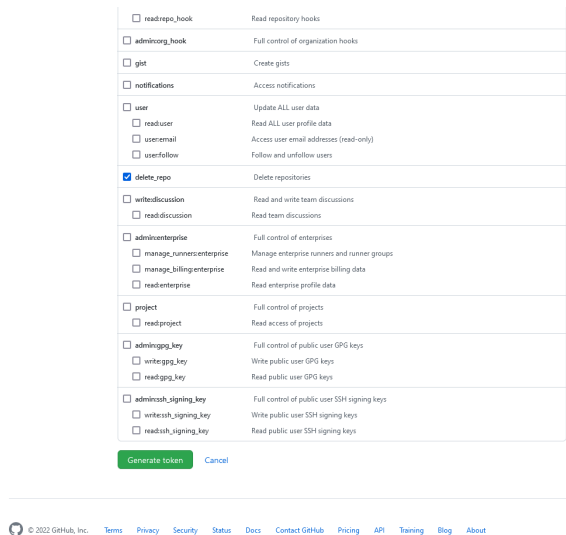 read:repo_hook Read repository hooks
admin:org_hook Full control of organization hooks
gist Create gists
notifications Access notifications
user Update ALL user data
read:user Read ALL user profile data
user:email Access user email addresses (read-only)
user:follow Follow and unfollow users
delete_repo Delete repositories
write:discussion Read and write team discussions
read:discussion Read team discussions
admin:enterprise Full control of enterprises
manage_runners:enterprise Manage enterprise runners and runner groups
manage_billing:enterprise Read and write enterprise billing data
read:enterprise Read enterprise profile data
project Full control of projects
read:project Read access of projects
admin:gpg_key Full control of public user GPG keys
write:gpg_key Write public user GPG keys
read:gpg_key Read public user GPG keys
admin:ssh_signing_key Full control of public user SSH signing keys
write:ssh_signing_key Write public user SSH signing keys
read:ssh_signing_key Read public user SSH signing keys
Generate token Cancel
© 2022 GitHub, Inc. Terms Privacy Security Status Docs Contact GitHub Pricing API Training Blog About